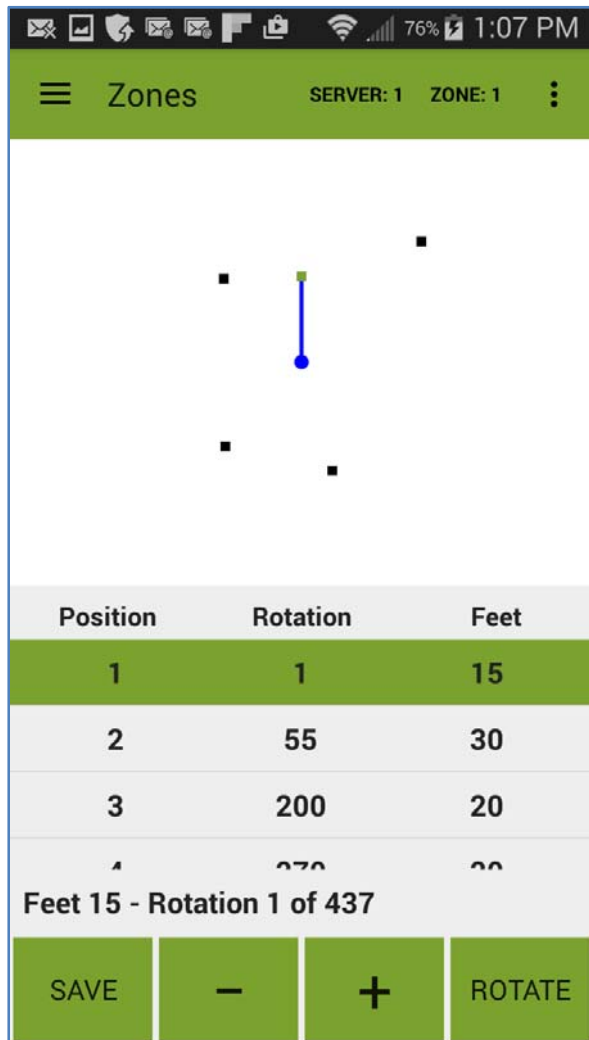 76% 1:07 PM
Zones SERVER: 1 ZONE: 1
Position Rotation Feet
1 1 15
2 55 30
3 200 20
Feet 15 - Rotation 1 of 437
SAVE − + ROTATE